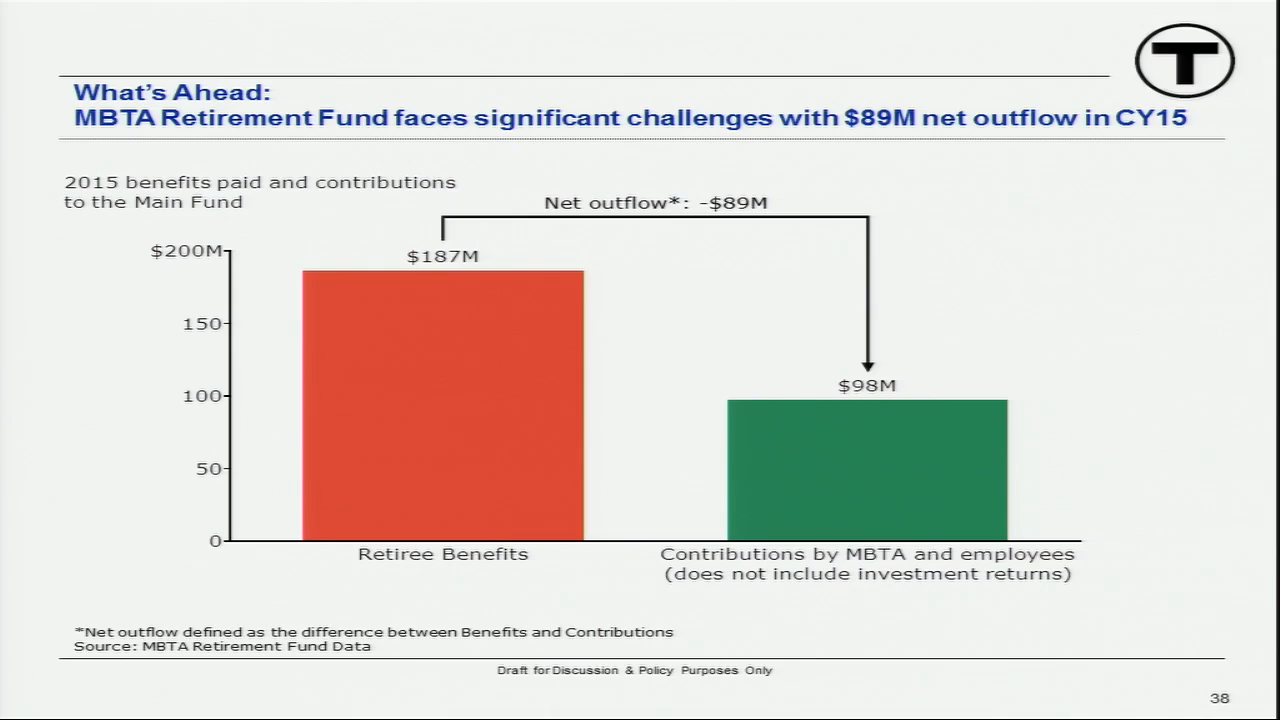 T
What's Ahead:
MBTA Retirement Fund faces significant challenges with $89M net outflow in CY15
2015 benefits paid and contributions
to the Main Fund
Net outflow*: -$89M
$200M
150
100
50
0
$187M
$98M
Retiree Benefits
Contributions by MBTA and employees
(does not include investment returns)
*Net outflow defined as the difference between Benefits and Contributions
Source: MBTA Retirement Fund Data
Draft for Discussion & Policy Purposes Only
38